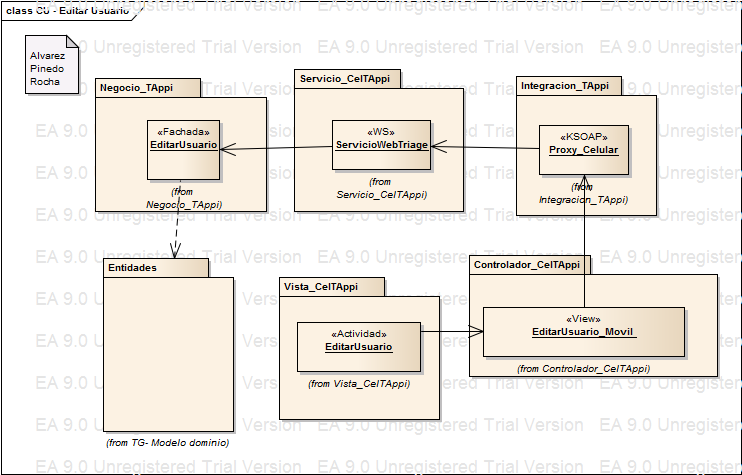 class CU - Editar Usuario
Alvarez
Pinedo
Rocha
Negocio_TAppi
«Fachada»
EditarUsuario
(from
Negocio_TAppi)
Servicio_CelTAppi
«WS»
ServicioWebTriage
(from
Servicio_CelTAppi)
Integracion_TAppi
«KSOAP»
Proxy_Celular
(from
Integracion_TAppi)
Entidades
(from TG- Modelo dominio)
Vista_CelTAppi
«Actividad»
EditarUsuario
(from Vista_CelTAppi)
Controlador_CelTAppi
«View»
EditarUsuario_Movil
(from Controlador_CelTAppi)
EA 9.0 Unregistered Trial Version